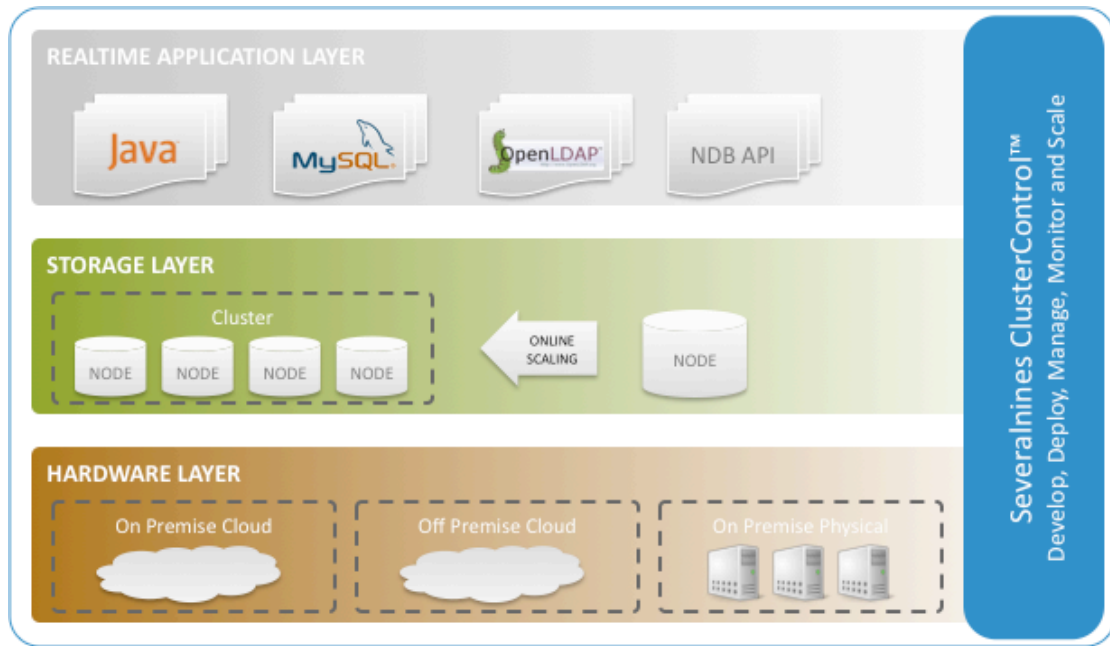 REALTIME APPLICATION LAYER
Java™
MySQL®
OpenLDAP
NDB API
STORAGE LAYER
Cluster
NODE
NODE
NODE
NODE
ONLINE
SCALING
NODE
HARDWARE LAYER
On Premise Cloud
Off Premise Cloud
On Premise Physical
Severalnines ClusterControl™
Develop, Deploy, Manage, Monitor and Scale